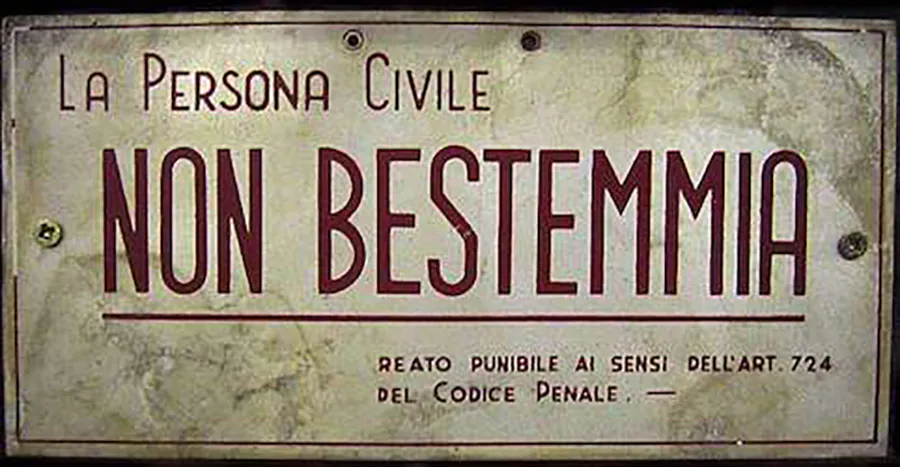 La Persona Civile
NON BESTEMMIA
REATO PUNIBILE AI SENSI DELL'ART. 724
DEL CODICE PENALE. —